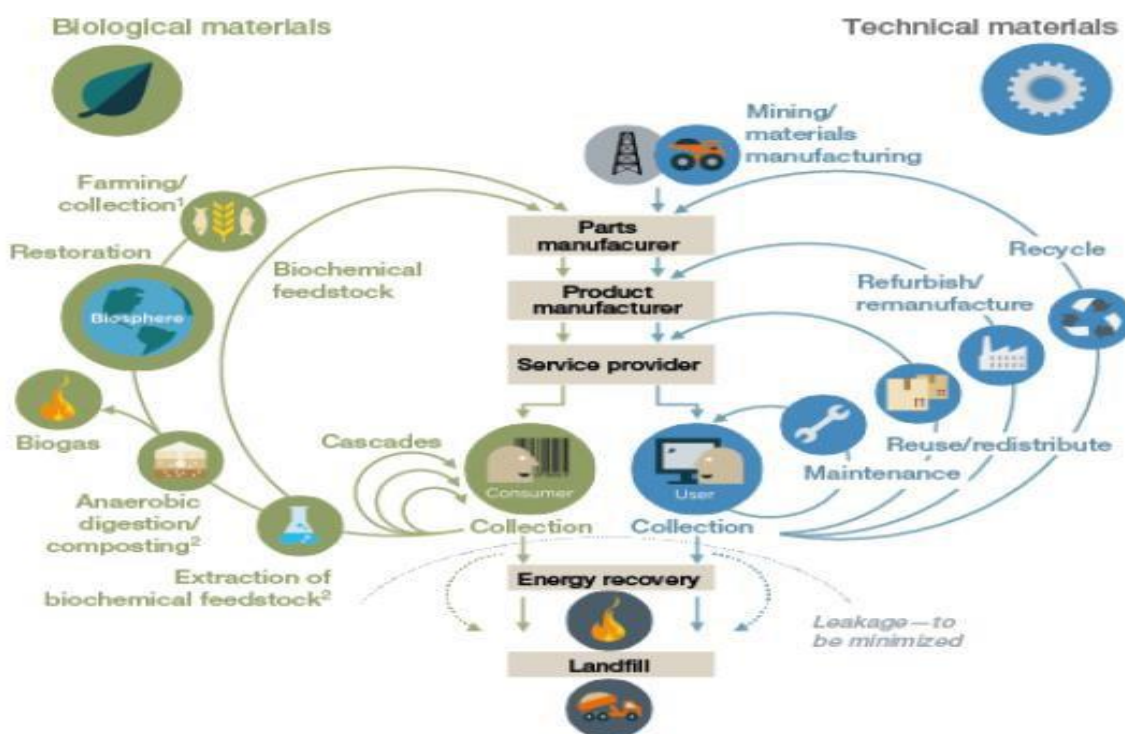 Biological materials
Technical materials
Mining/
materials
manufacturing
Farming/
collection¹
Parts
manufacurer
Restoration
Biochemical
feedstock
Recycle
Refurbish/
remanufacture
Product
manufacturer
Biosphere
Service provider
Biogas
Cascades
Reuse/redistribute
Maintenance
Consumer
User
Anaerobic
digestion/
composting²
Collection
Collection
Extraction of
biochemical feedstock²
Energy recovery
Leakage—to
be minimized
Landfill